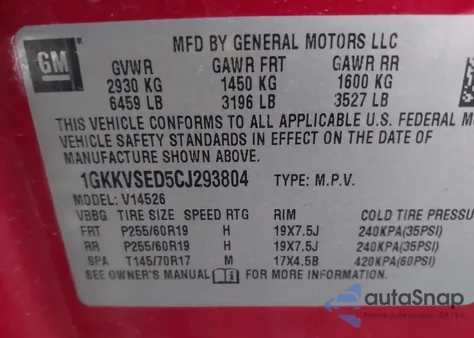 GM
MFD BY GENERAL MOTORS LLC
GVWR GAWR FRT GAWR RR
2930 KG 1450 KG 1600 KG
6459 LB 3196 LB 3527 LB
THIS VEHICLE CONFORMS TO ALL APPLICABLE U.S. FEDERAL M
VEHICLE SAFETY STANDARDS IN EFFECT ON THE DATE OF
MANUFACTURE SHOWN ABOVE.
1GKKVSED5CJ293804 TYPE: M.P.V.
MODEL: V14526
VBBG TIRE SIZE SPEED RTG RIM COLD TIRE PRESSU
FRT P255/60R19 H 19X7.5J 240KPA(35PSI)
RR P255/60R19 H 19X7.5J 240KPA(35PSI)
SPA T145/70R17 M 17X4.5B 420KPA(60PSI)
SEE OWNER'S MANUAL FOR MORE INFORMATION.
autoSnap